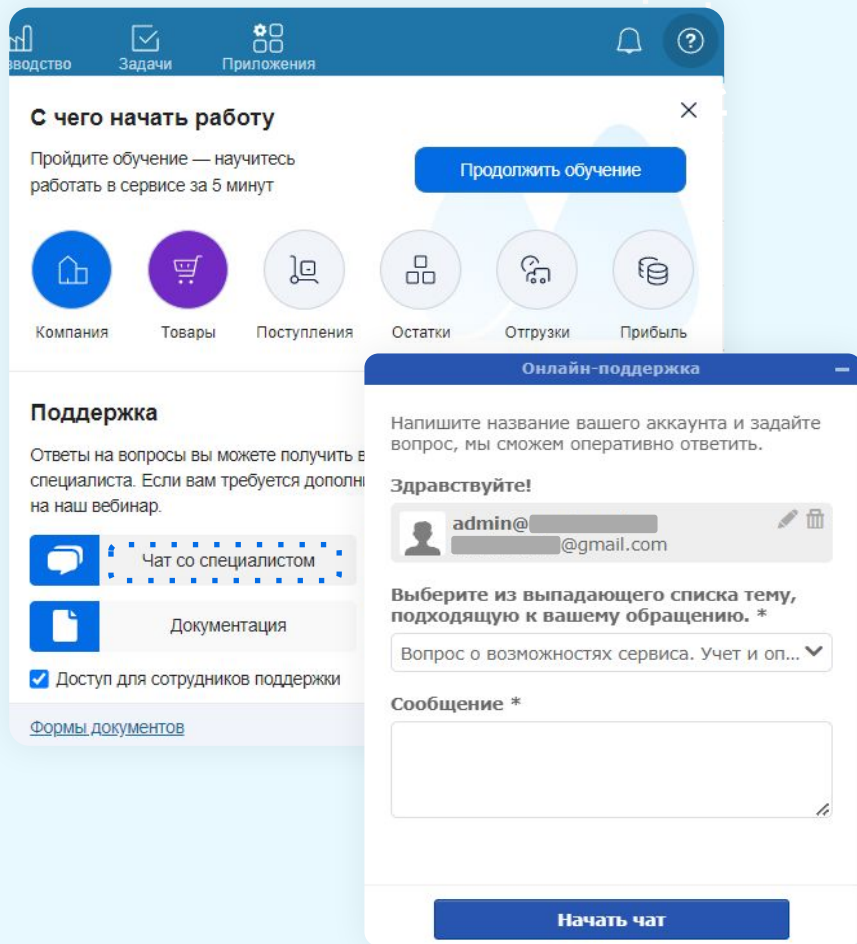 Задачи
Приложения
С чего начать работу
Пройдите обучение — научитесь
работать в сервисе за 5 минут
Продолжить обучение
Компания
Товары
Поступления
Остатки
Отгрузки
Прибыль
Поддержка
Ответы на вопросы вы можете получить в
специалиста. Если вам требуется
на наш вебинар.
Чат со специалистом
Документация
Доступ для сотрудников поддержки
Формы документов
Онлайн-поддержка
Напишите название вашего аккаунта и задайте
вопрос, мы сможем оперативно ответить.
Здравствуйте!
admin@
@gmail.com
Выберите из выпадающего списка тему,
подходящую к вашему обращению. *
Вопрос о возможностях сервиса. Учет и оп...
Сообщение *
Начать чат